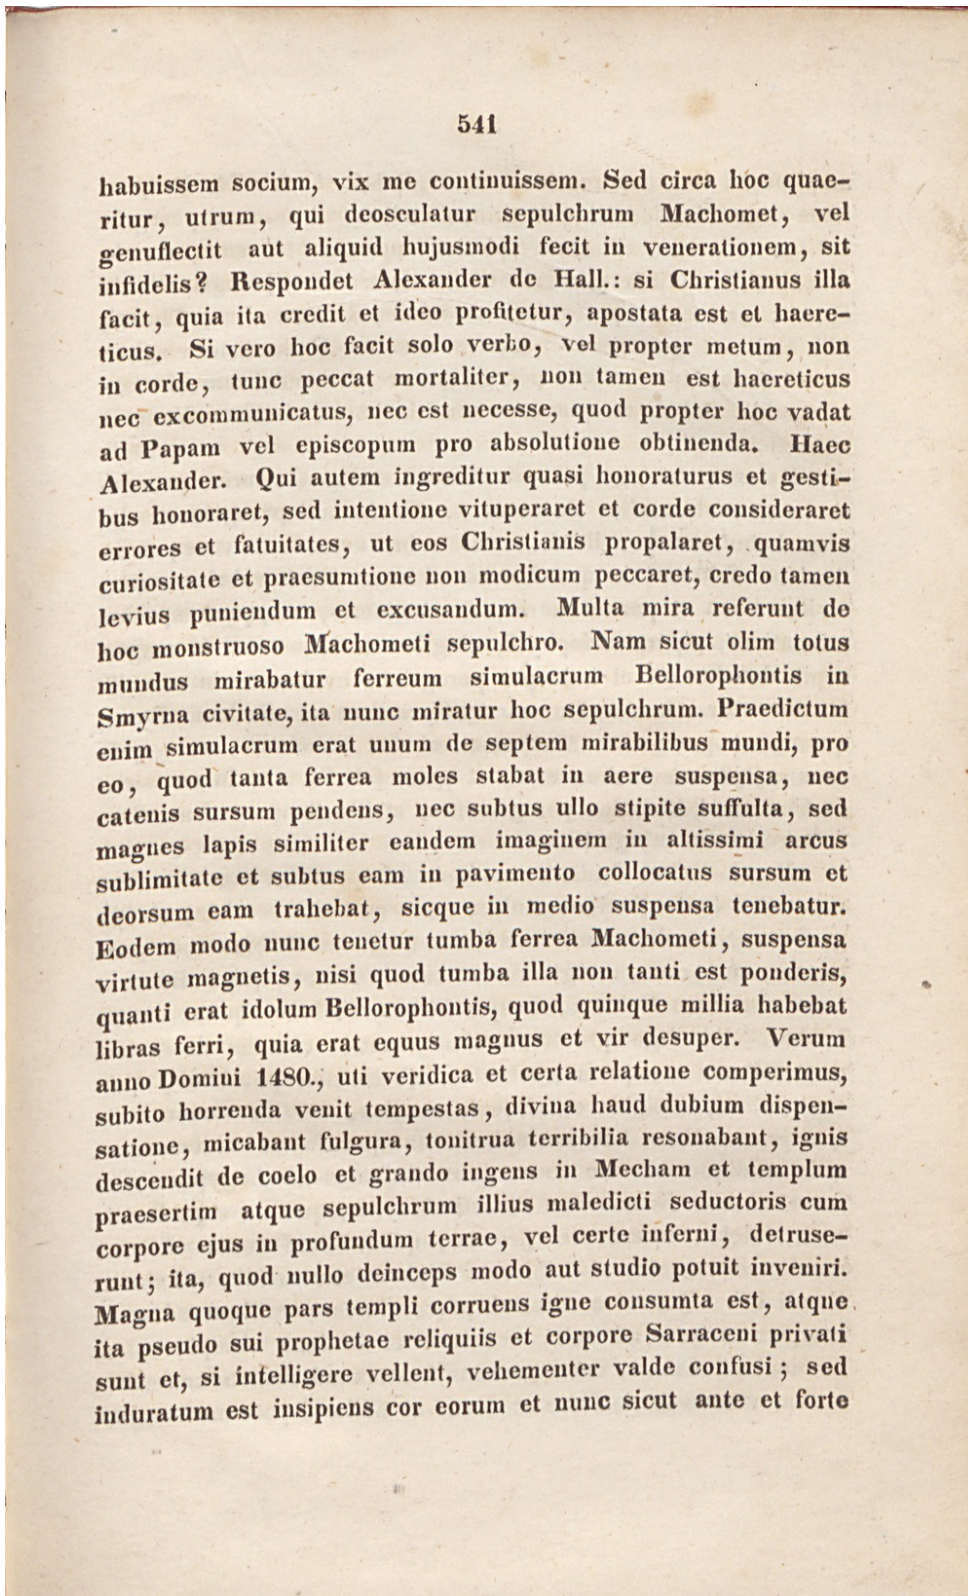 541
habuissem socium, vix me continuissem. Sed circa hoc quae-
ritur, utrum, qui deosculatur sepulchrum Machomet, vel
genuflectit aut aliquid hujusmodi fecit in venerationem, sit
infidelis? Respondet Alexander de Hall.: si Christianus illa
facit, quia ita credit et ideo profitetur, apostata est et haere-
ticus. Si vero hoc facit solo verbo, vel propter metum, non
in corde, tunc peccat mortaliter, non tamen est haereticus
nec excommunicatus, nec est necesse, quod propter hoc vadat
ad Papam vel episcopum pro absolutione obtinenda. Haec
Alexander. Qui autem ingreditur quasi honoraturus et gesti-
bus honoraret, sed intentione vituperaret et corde consideraret
errores et fatuitates, ut eos Christianis propalaret, quamvis
curiositate et praesumtione non modicum peccaret, credo tamen
levius puniendum et excusandum. Multa mira referunt de
hoc monstruoso Machometi sepulchro. Nam sicut olim totus
mundus mirabatur ferreum simulacrum Bellorophontis in
Smyrna civitate, ita nunc miratur hoc sepulchrum. Praedictum
enim simulacrum erat unum de septem mirabilibus mundi, pro
eo, quod tanta ferrea moles stabat in aere suspensa, nec
catenis sursum pendens, nec subtus ullo stipite suffulta, sed
magnes lapis similiter eandem imaginem in altissimi arcus
sublimitate et subtus eam in pavimento collocatus sursum et
deorsum eam trahebat, sicque in medio suspensa tenebatur.
Eodem modo nunc tenetur tumba ferrea Machometi, suspensa
virtute magnetis, nisi quod tumba illa non tanti est ponderis,
quanti erat idolum Bellorophontis, quod quinque millia habebat
libras ferri, quia erat equus magnus et vir desuper. Verum
anno Domini 1480., uti veridica et certa relatione comperimus,
subito horrenda venit tempestas, divina haud dubium dispen-
satione, micabant fulgura, tonitrua terribilia resonabant, ignis
descendit de coelo et grando ingens in Mecham et templum
praesertim atque sepulchrum illius maledicti seductoris cum
corpore ejus in profundum terrae, vel certe inferni, detruse-
runt; ita, quod nullo deinceps modo aut studio potuit inveniri.
Magna quoque pars templi corruens igne consumta est, atque
ita pseudo sui prophetae reliquiis et corpore Sarraceni privati
sunt et, si intelligere vellent, vehementer valde confusi; sed
induratum est insipiens cor eorum et nunc sicut ante et forte